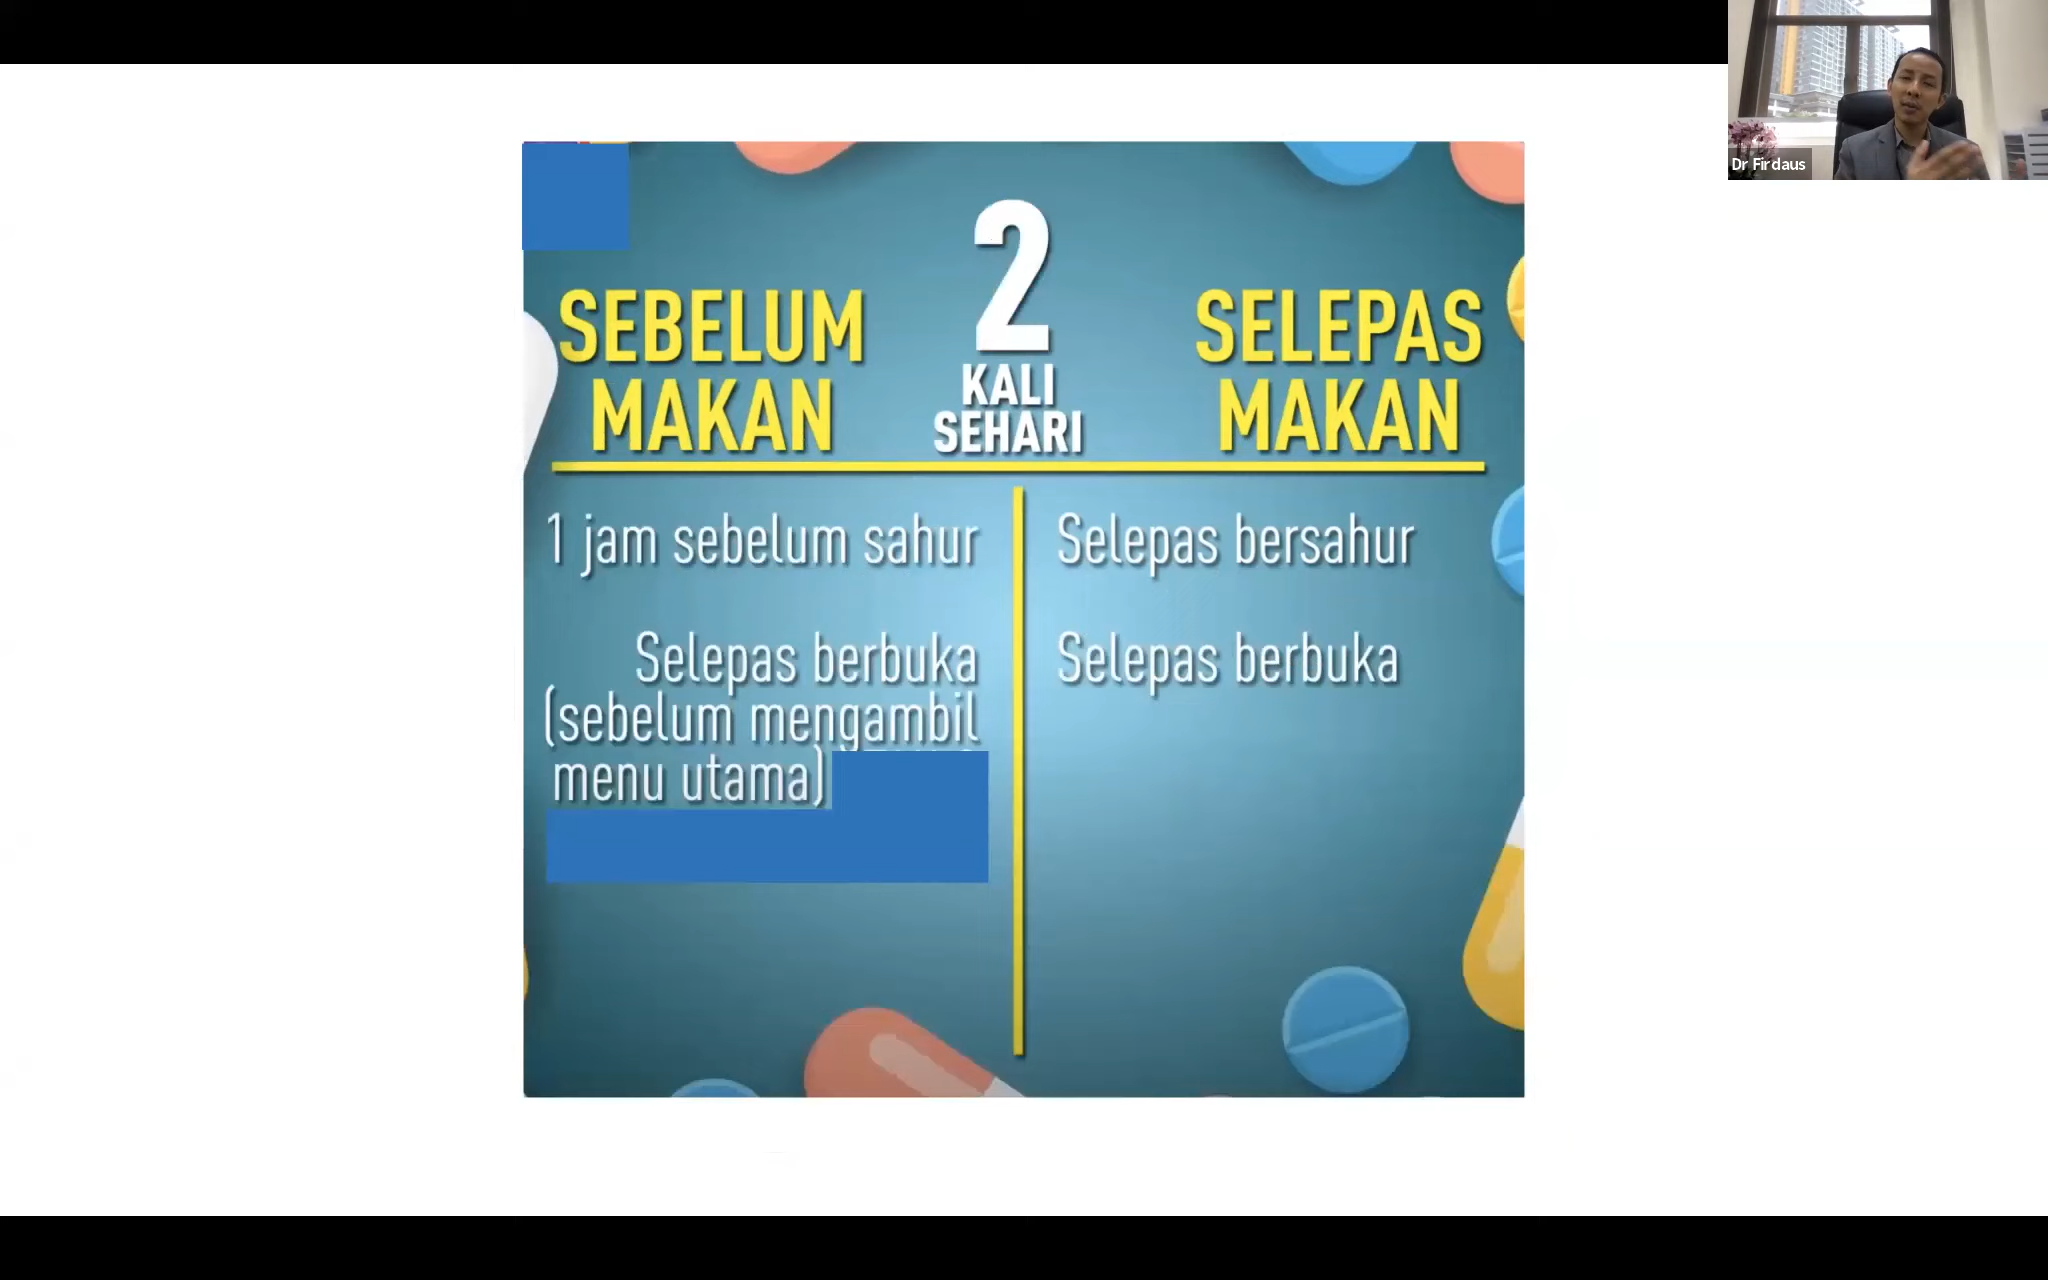 2
SEBELUM
MAKAN
KALI
SEHARI
SELEPAS
MAKAN
1 jam sebelum sahur
Selepas berbuka
(sebelum mengambil
menu utama)
Selepas bersahur
Selepas berbuka
Dr Firdaus